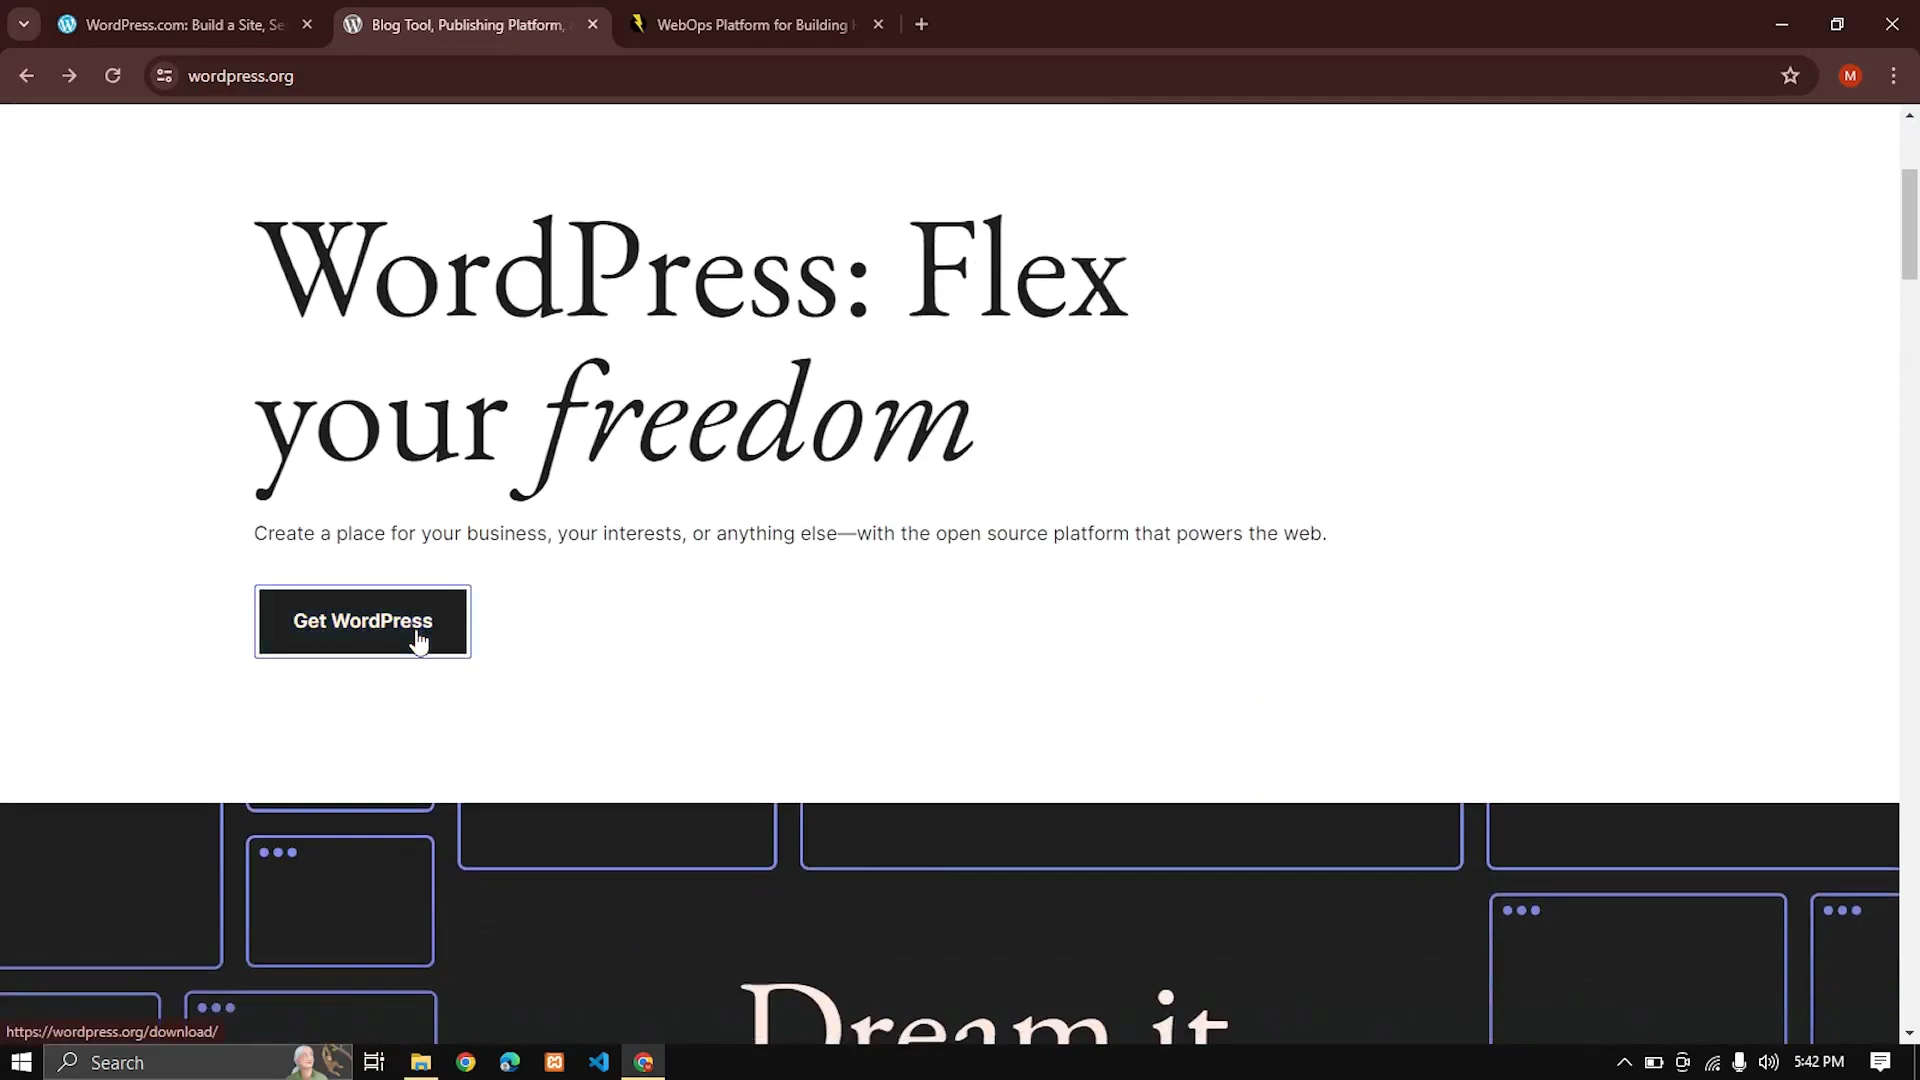 WordPress.com: Build a Site, Se
Blog Tool, Publishing Platform,
WebOps Platform for Building H
wordpress.org
M
WordPress: Flex
your freedom
Create a place for your business, your interests, or anything else—with the open source platform that powers the web.
Get WordPress
Dream it
https://wordpress.org/download/
Search
5:42 PM